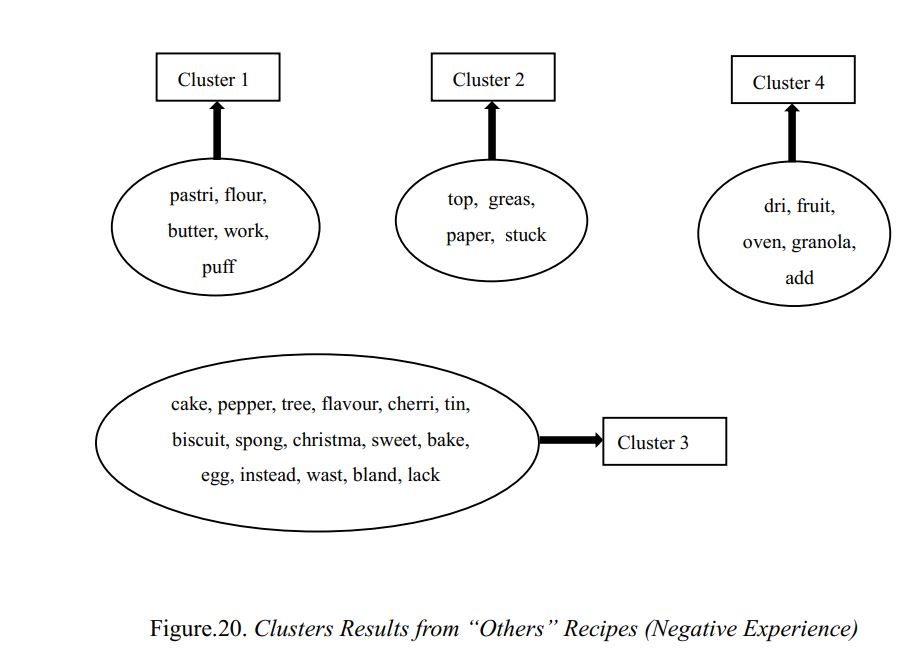 Cluster 1
Cluster 2
Cluster 4
pastri, flour,
butter, work,
puff
top, greas,
paper, stuck
dri, fruit,
oven, granola,
add
cake, pepper, tree, flavour, cherri, tin,
biscuit, spong, christma, sweet, bake,
egg, instead, wast, bland, lack
Cluster 3
Figure.20. Clusters Results from “Others” Recipes (Negative Experience)